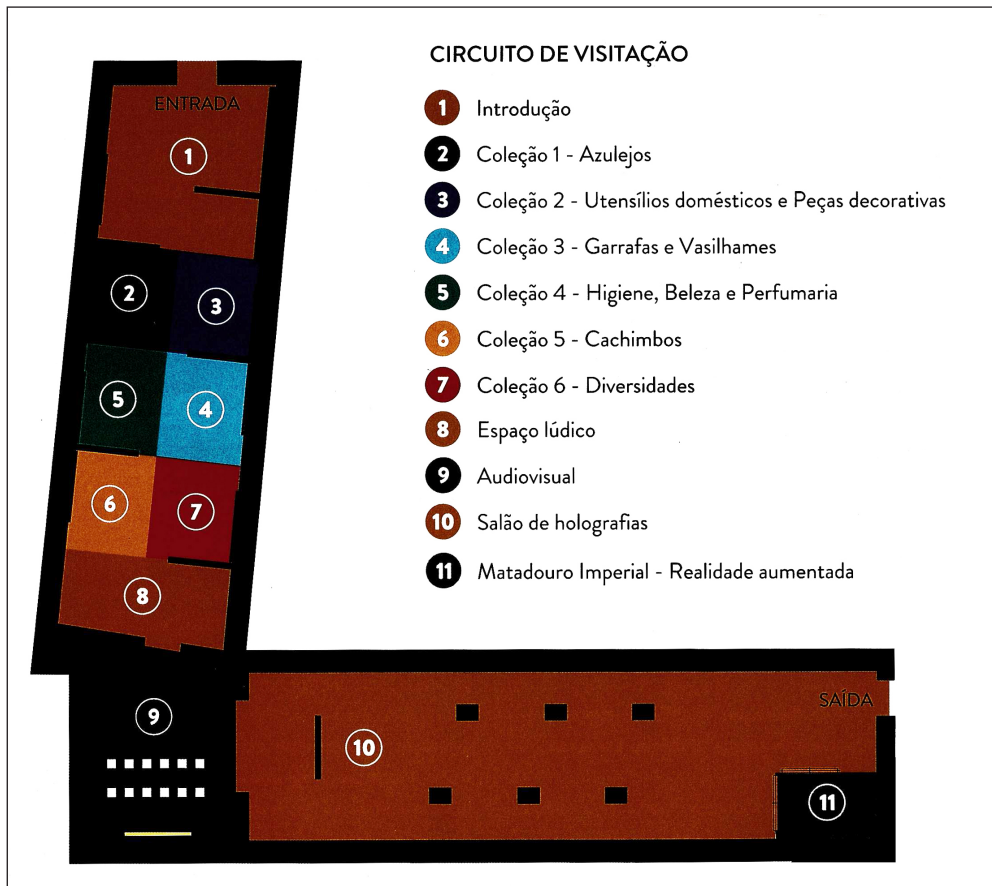 CIRCUITO DE VISITAÇÃO
1 Introdução
2 Coleção 1 - Azulejos
3 Coleção 2 - Utensílios domésticos e Peças decorativas
4 Coleção 3 - Garrafas e Vasilhames
5 Coleção 4 - Higiene, Beleza e Perfumaria
6 Coleção 5 - Cachimbos
7 Coleção 6 - Diversidades
8 Espaço lúdico
9 Audiovisual
10 Salão de holografias
11 Matadouro Imperial - Realidade aumentada
ENTRADA
1
2
3
5
4
6
7
8
9
10
SAÍDA
11